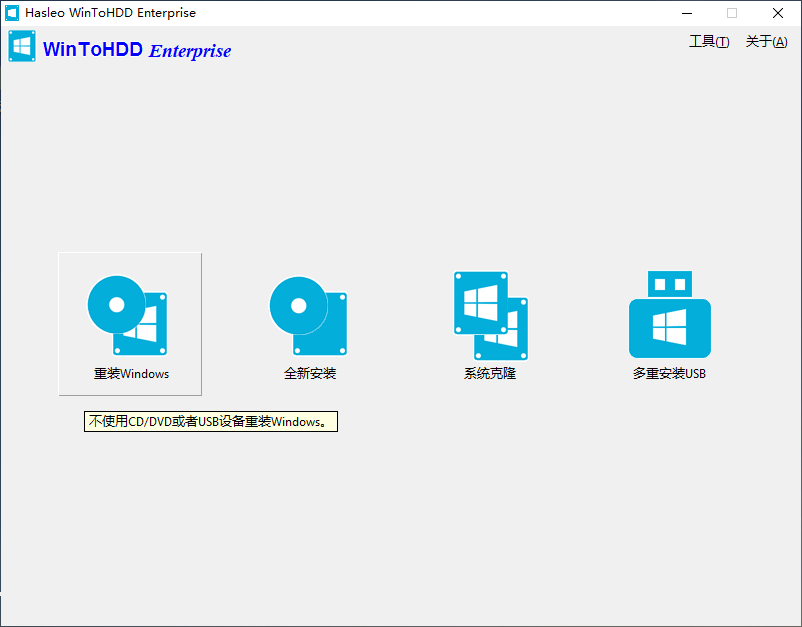 Hasleo WinToHDD Enterprise
WinToHDD Enterprise
工具(T) 关于(A)
重装Windows
全新安装
系统克隆
多重安装USB
不使用CD/DVD或者USB设备重装Windows。